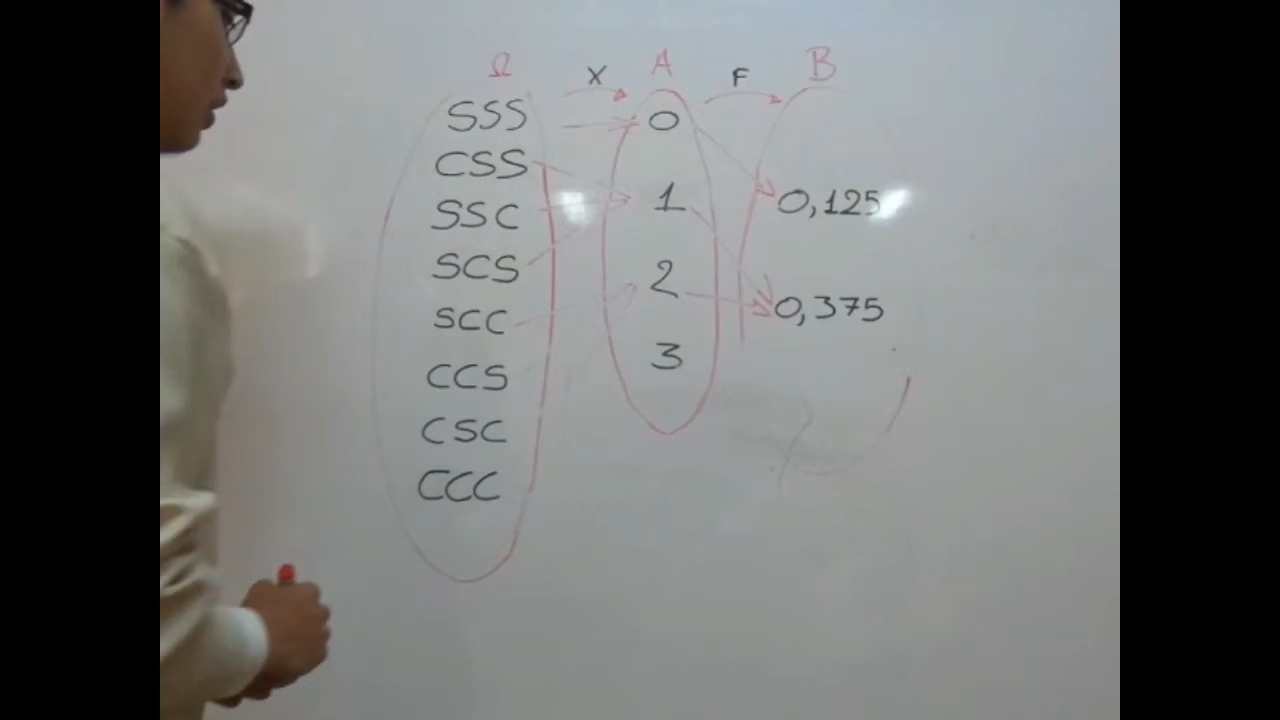 Ω X A F B
SSS 0
CSS
SSC 1 0,125
SCS 2
SCC 0,375
CCS 3
CSC
CCC